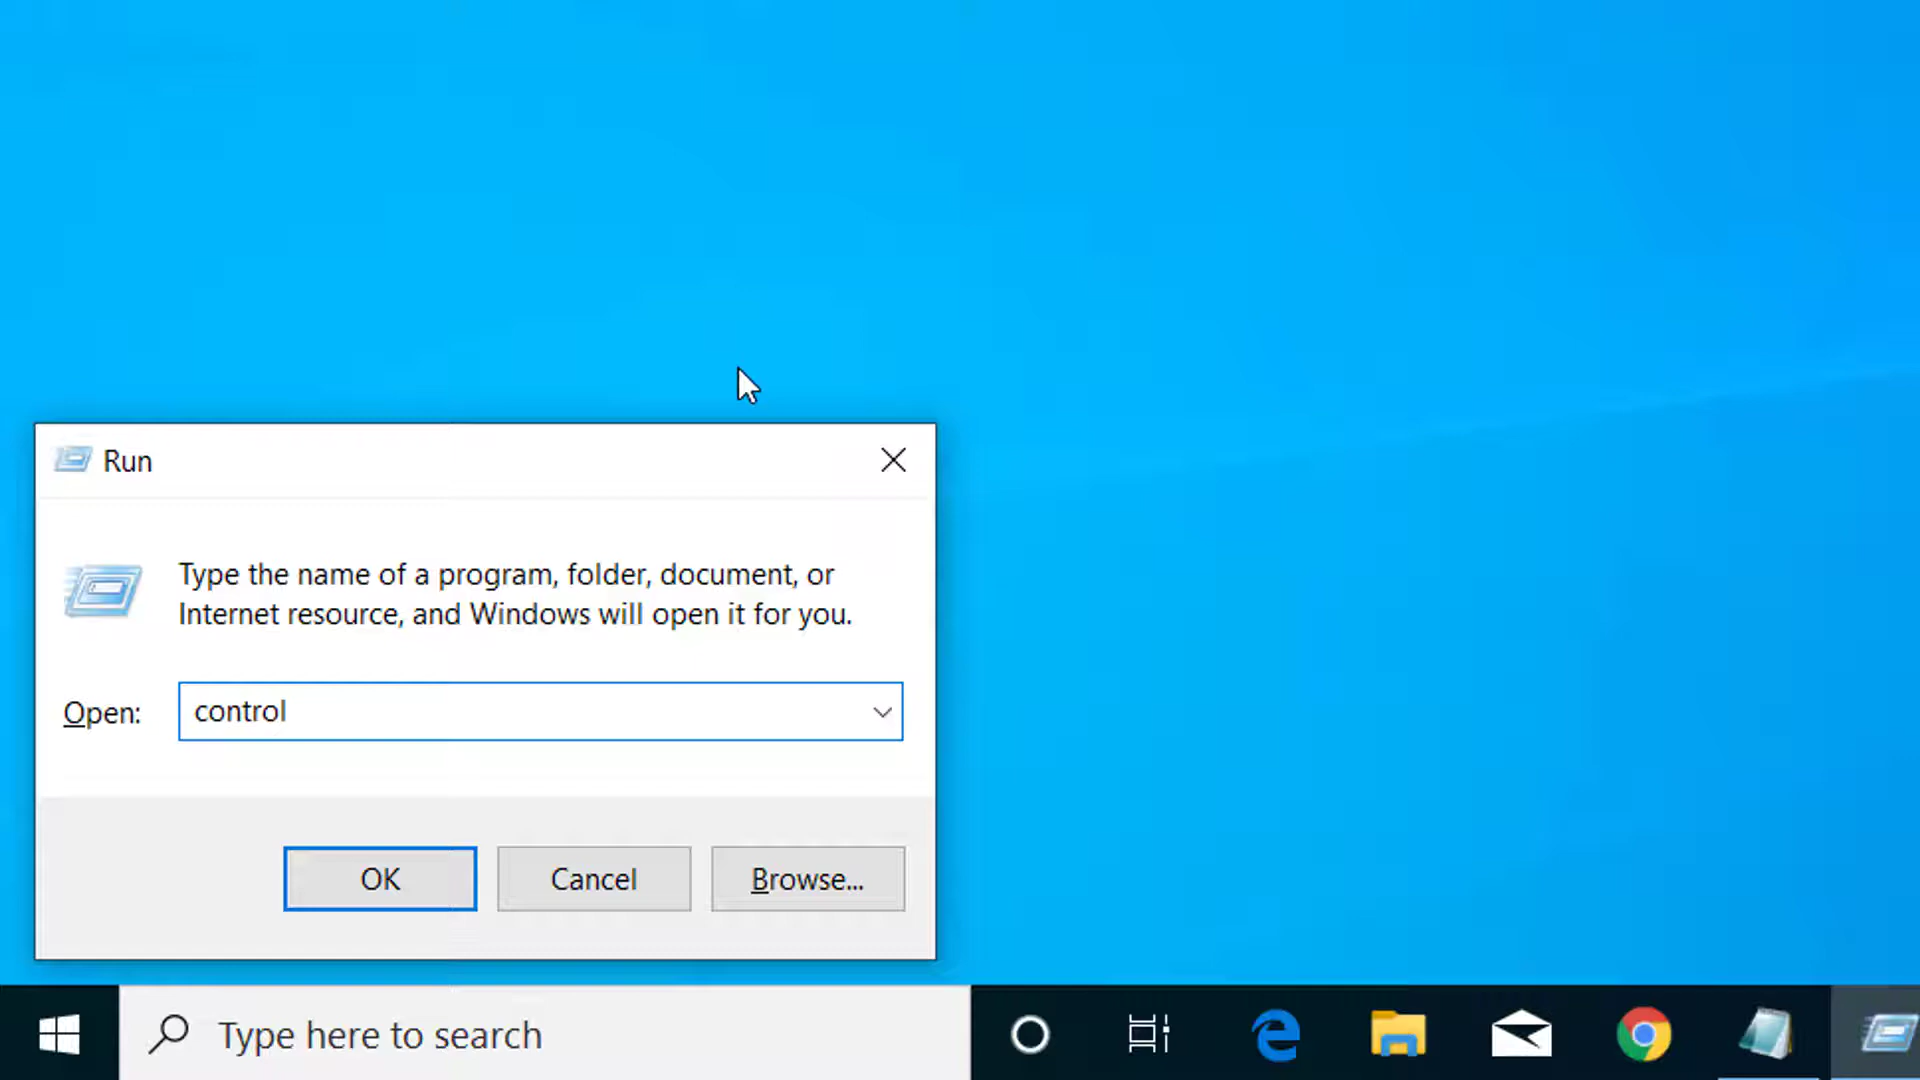 Run
Type the name of a program, folder, document, or
Internet resource, and Windows will open it for you.
Open:
control
OK
Cancel
Browse...
Type here to search